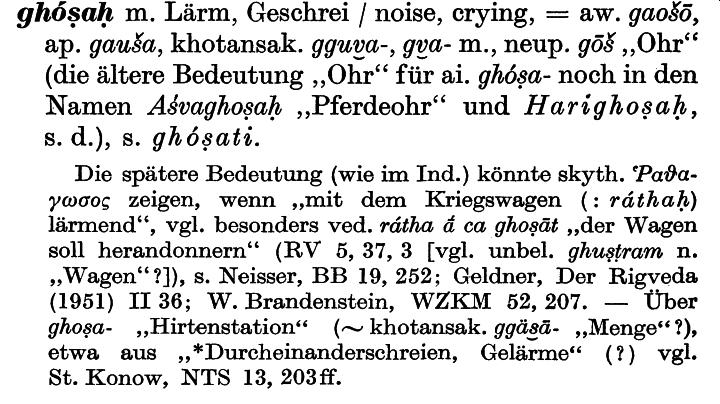 ghóṣaḥ m. Lärm, Geschrei / noise, crying, = aw. gaošō,
ap. gauša, khotansak. gguva̮-, gva̮- m., neup. gōš „Ohr“
(die ältere Bedeutung „Ohr“ für ai. ghóṣa- noch in den
Namen Aśvaghoṣaḥ „Pferdeohr“ und Harighoṣaḥ,
s. d.), s. ghóṣati.
Die spätere Bedeutung (wie im Ind.) könnte skyth. Ῥαϑα-
γωσος zeigen, wenn „mit dem Kriegswagen (: ráthaḥ)
lärmend“, vgl. besonders ved. rátha ā́ ca ghoṣāt „der Wagen
soll herandonnern“ (RV 5, 37, 3 [vgl. unbel. ghuṣṭram n.
„Wagen“?]), s. Neisser, BB 19, 252; Geldner, Der Rigveda
(1951) II 36; W. Brandenstein, WZKM 52, 207. — Über
ghoṣa- „Hirtenstation“ (∼ khotansak. ggäṣā- „Menge“?),
etwa aus „*Durcheinanderschreien, Gelärme“ (?) vgl.
St. Konow, NTS 13, 203ff.